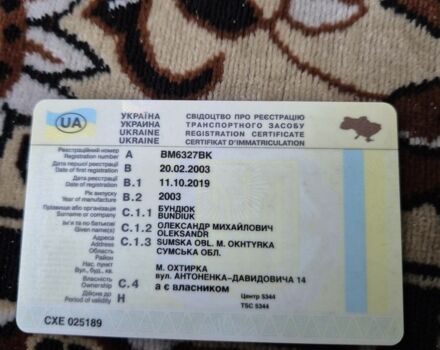 UA
УКРАЇНА
УКРАИНА
UKRAINE
UKRAINE
СВІДОЦТВО ПРО РЕЄСТРАЦІЮ
ТРАНСПОРТНОГО ЗАСОБУ
REGISTRATION CERTIFICATE
CERTIFIKAT D'IMMATRICULATION
Реєстраційний номер
Registration number A BM6327BK
Дата першої реєстрації
Date of first registration B 20.02.2003
Дата реєстрації
Date of registration B.1 11.10.2019
Рік випуску
Year of manufacture B.2 2003
Прізвище або організація C.1.1 БУНДЮК
Surname or company BUNDIUK
Ім'я та по батькові C.1.2 ОЛЕКСАНДР МИХАЙЛОВИЧ
Given name(s) OLEKSANDR
Адреса C.1.3 SUMSKA OBL. M. OKHTYRKA
Address
Область СУМСЬКА ОБЛ.
Район
Нас. пункт М. ОХТИРКА
Вул., буд., кв. вул. АНТОНЕНКА-ДАВИДОВИЧА 14
Власність
Ownership C.4 а є власником
Дійсне до
Period of validity H Центр 5344
TSC 5344
CXE 025189